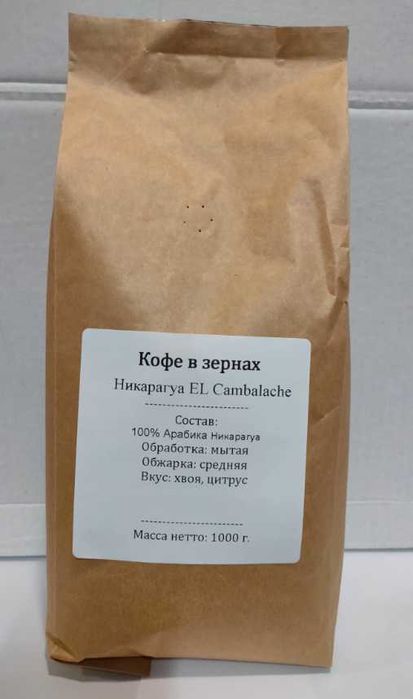 Кофе в зернах
Никарагуа EL Cambalache
--------------------
Состав:
100% Арабика Никарагуа
Обработка: мытая
Обжарка: средняя
Вкус: хвоя, цитрус
--------------------
Масса нетто: 1000 г.